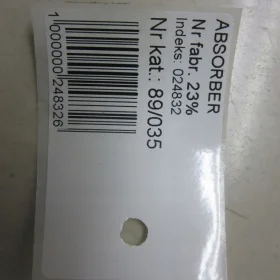 ABSORBER
Nr fabr. 23%
Indeks: 024832
Nr kat.: 89/035
1000000248326